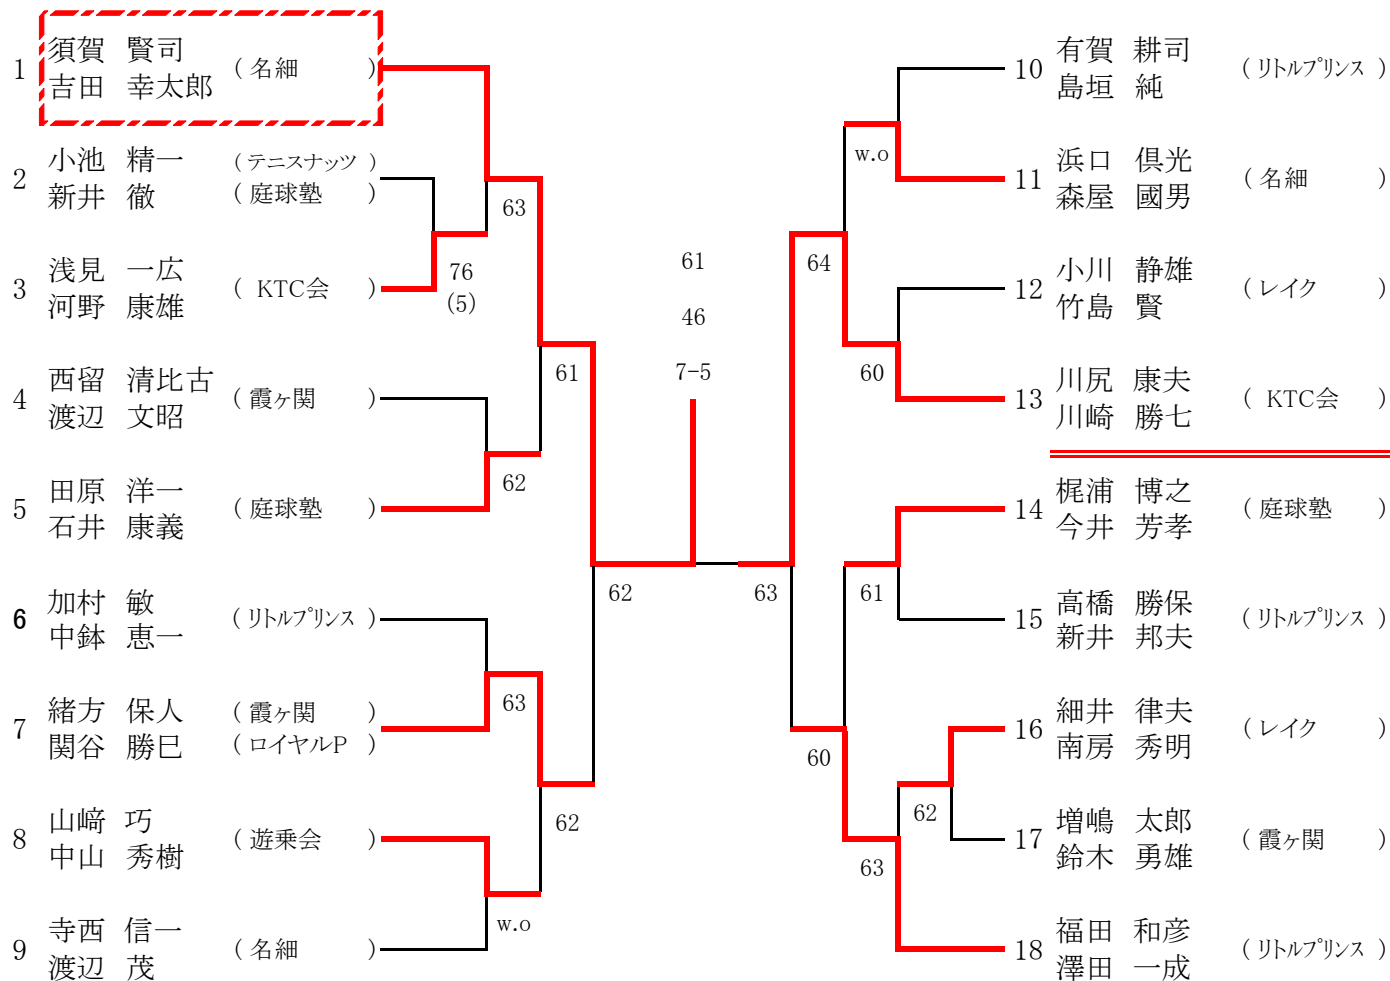 1 須賀 賢司 (名細 )
吉田 幸太郎
2 小池 精一 (テニスナッツ)
新井 徹 (庭球塾 )
3 浅見 一広 ( KTC会 )
河野 康雄
4 西留 清比古 (霞ヶ関 )
渡辺 文昭
5 田原 洋一 (庭球塾 )
石井 康義
6 加村 敏 (リトルプリンス)
中鉢 恵一
7 緒方 保人 (霞ヶ関 )
関谷 勝巳 (ロイヤルP )
8 山﨑 巧 (遊乗会 )
中山 秀樹
9 寺西 信一 (名細 )
渡辺 茂
63
76
(5)
61
62
62
63
62
w.o
61
46
7-5
w.o
64
60
63
61
60
62
63
10 有賀 耕司 (リトルプリンス)
島垣 純
11 浜口 倶光 (名細 )
森屋 國男
12 小川 静雄 (レイク )
竹島 賢
13 川尻 康夫 ( KTC会 )
川崎 勝七
14 梶浦 博之 (庭球塾 )
今井 芳孝
15 高橋 勝保 (リトルプリンス)
新井 邦夫
16 細井 律夫 (レイク )
南房 秀明
17 増嶋 太郎 (霞ヶ関 )
鈴木 勇雄
18 福田 和彦 (リトルプリンス)
澤田 一成